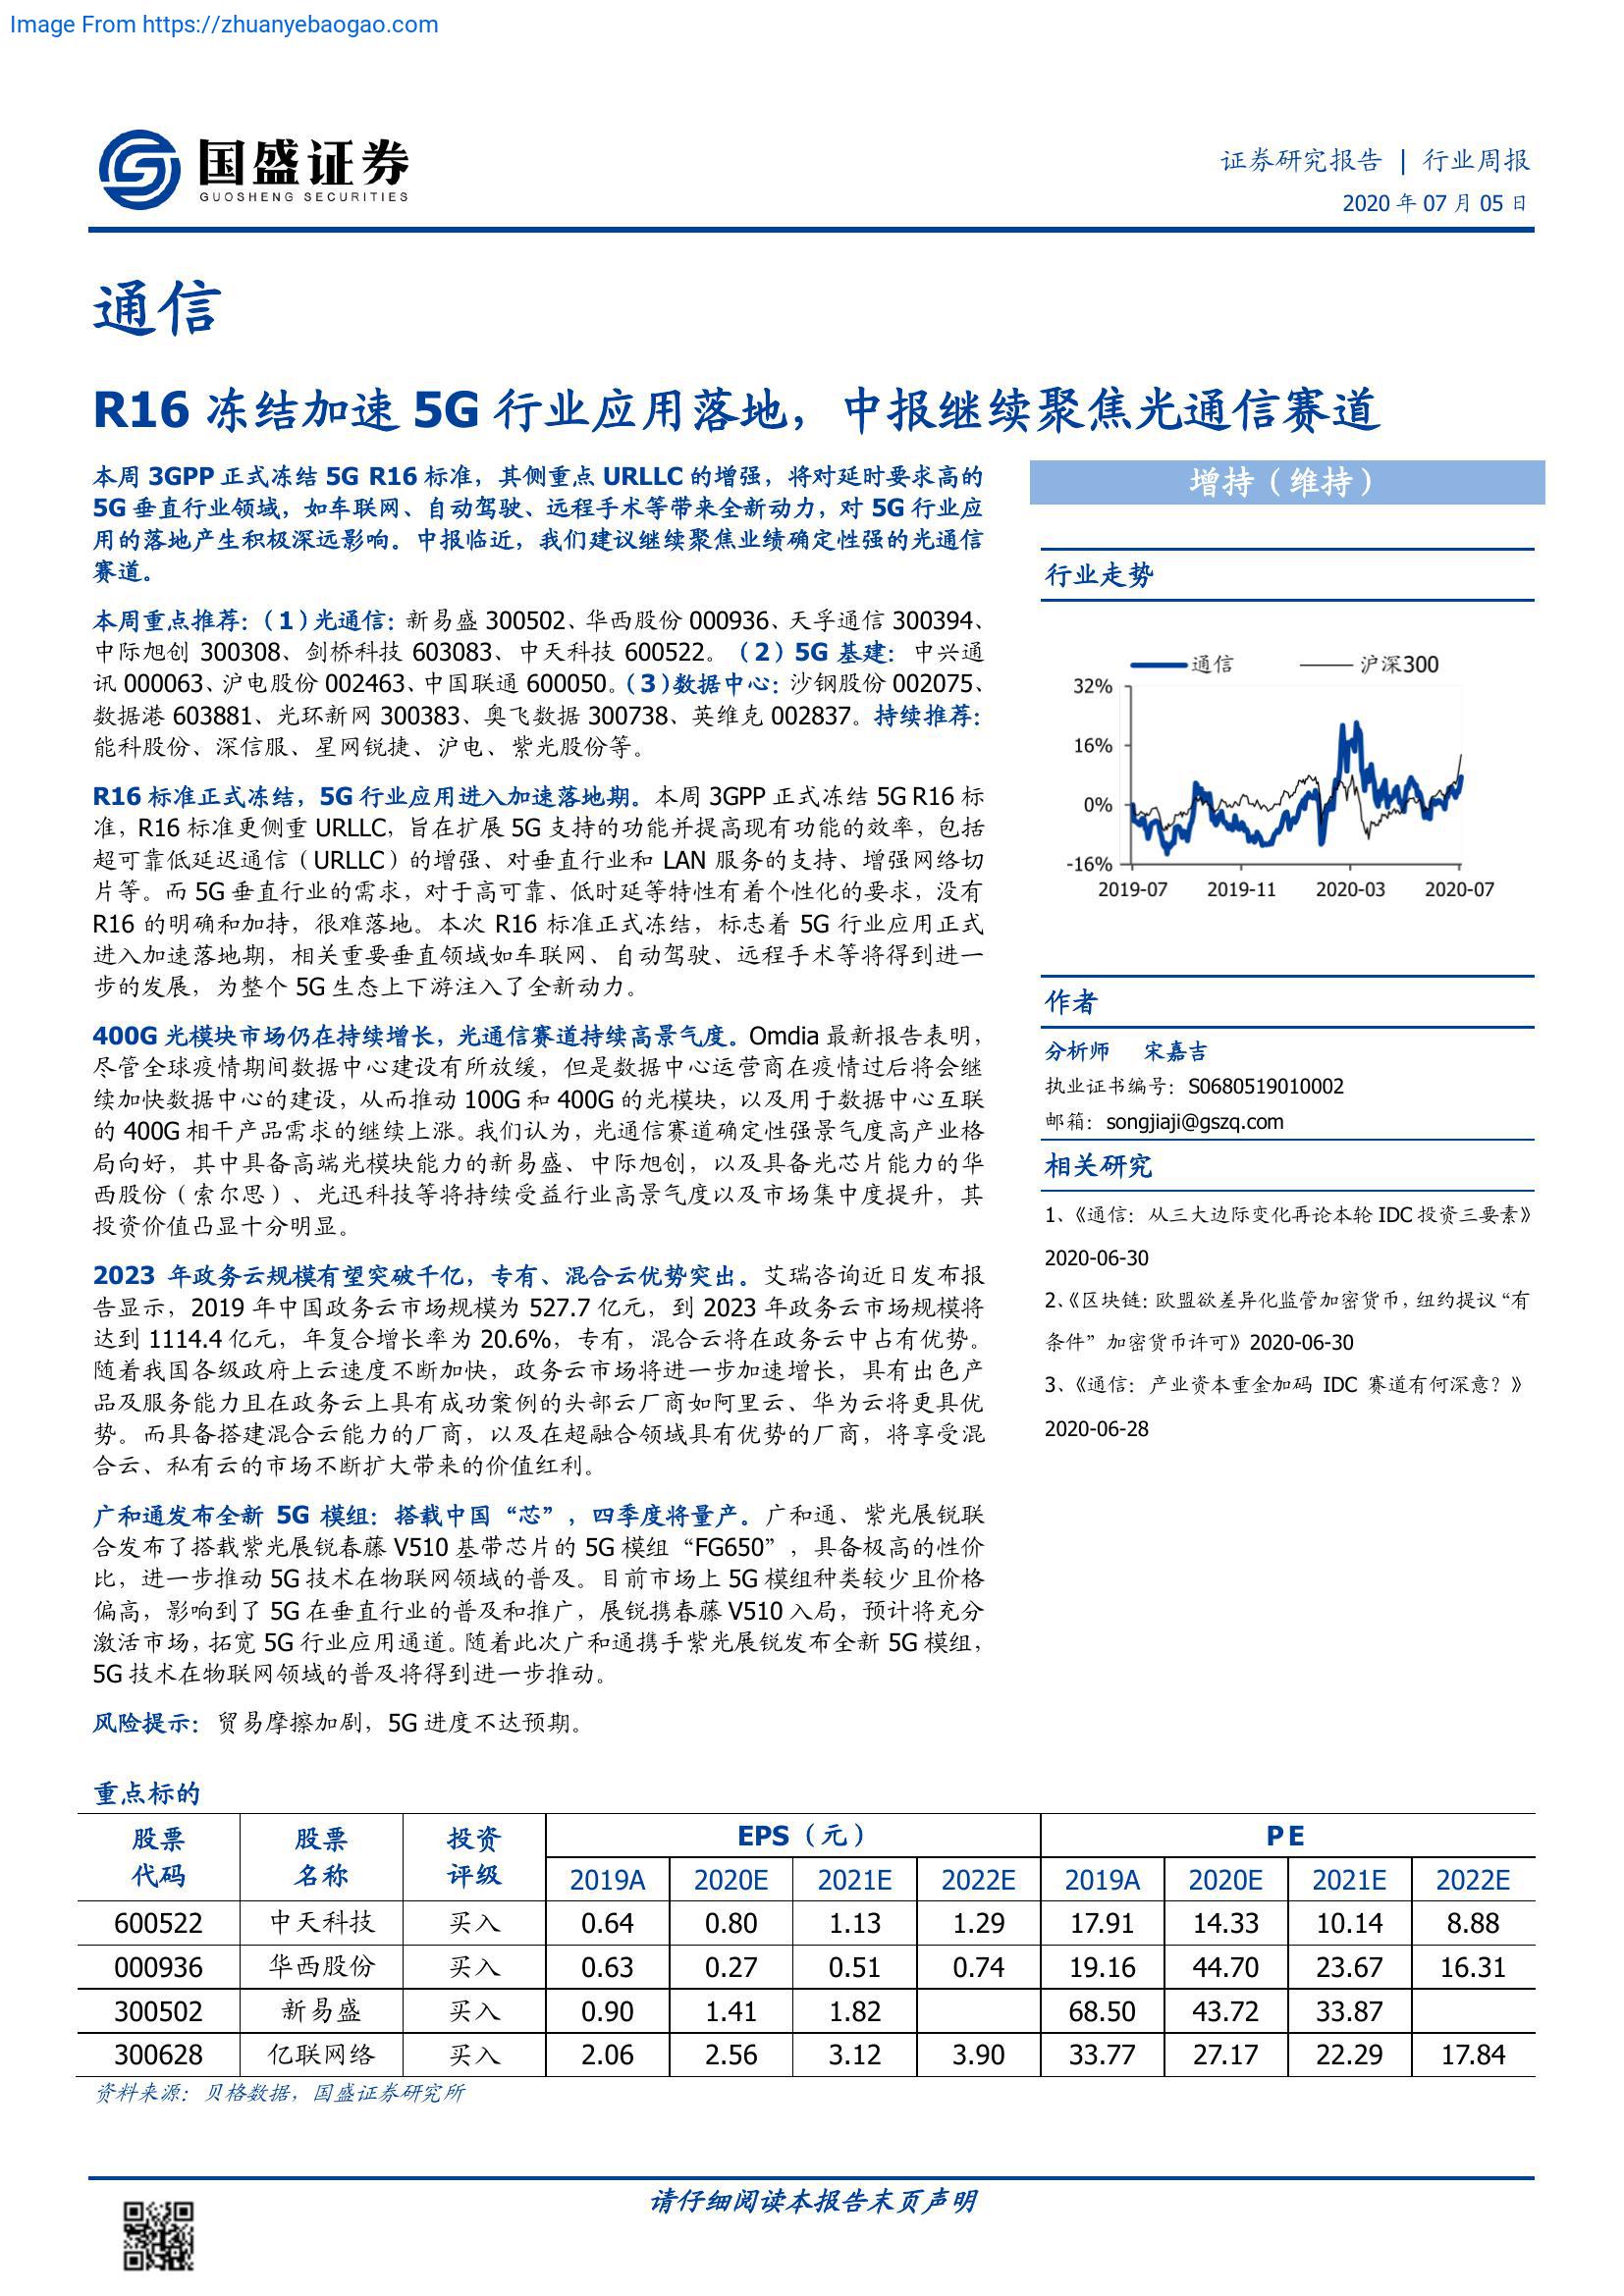 Image From https://zhuanyebaogao.com
国盛证券
GUOSHENG SECURITIES
证券研究报告 | 行业周报
2020 年 07 月 05 日
通信
R16 冻结加速 5G 行业应用落地，中报继续聚焦光通信赛道
本周 3GPP 正式冻结 5G R16 标准，其侧重点 URLLC 的增强，将对延时要求高的
5G 垂直行业领域，如车联网、自动驾驶、远程手术等带来全新动力，对 5G 行业应
用的落地产生积极深远影响。中报临近，我们建议继续聚焦业绩确定性强的光通信
赛道。
本周重点推荐：（1）光通信：新易盛 300502、华西股份 000936、天孚通信 300394、
中际旭创 300308、剑桥科技 603083、中天科技 600522。（2）5G 基建：中兴通
讯 000063、沪电股份 002463、中国联通 600050。（3）数据中心：沙钢股份 002075、
数据港 603881、光环新网 300383、奥飞数据 300738、英维克 002837。持续推荐：
能科股份、深信服、星网锐捷、沪电、紫光股份等。
R16 标准正式冻结，5G 行业应用进入加速落地期。本周 3GPP 正式冻结 5G R16 标
准，R16 标准更侧重 URLLC，旨在扩展 5G 支持的功能并提高现有功能的效率，包括
超可靠低延迟通信（URLLC）的增强、对垂直行业和 LAN 服务的支持、增强网络切
片等。而 5G 垂直行业的需求，对于高可靠、低时延等特性有着个性化的要求，没有
R16 的明确和加持，很难落地。本次 R16 标准正式冻结，标志着 5G 行业应用正式
进入加速落地期，相关重要垂直领域如车联网、自动驾驶、远程手术等将得到进一
步的发展，为整个 5G 生态上下游注入了全新动力。
400G 光模块市场仍在持续增长，光通信赛道持续高景气度。Omdia 最新报告表明，
尽管全球疫情期间数据中心建设有所放缓，但是数据中心运营商在疫情过后将会继
续加快数据中心的建设，从而推动 100G 和 400G 的光模块，以及用于数据中心互联
的 400G 相干产品需求的继续上涨。我们认为，光通信赛道确定性强景气度高产业格
局向好，其中具备高端光模块能力的新易盛、中际旭创，以及具备光芯片能力的华
西股份（索尔思）、光迅科技等将持续受益行业高景气度以及市场集中度提升，其
投资价值凸显十分明显。
2023 年政务云规模有望突破千亿，专有、混合云优势突出。艾瑞咨询近日发布报
告显示，2019 年中国政务云市场规模为 527.7 亿元，到 2023 年政务云市场规模将
达到 1114.4 亿元，年复合增长率为 20.6%，专有，混合云将在政务云中占有优势。
随着我国各级政府上云速度不断加快，政务云市场将进一步加速增长，具有出色产
品及服务能力且在政务云上具有成功案例的头部云厂商如阿里云、华为云将更具优
势。而具备搭建混合云能力的厂商，以及在超融合领域具有优势的厂商，将享受混
合云、私有云的市场不断扩大带来的价值红利。
广和通发布全新 5G 模组：搭载中国“芯”，四季度将量产。广和通、紫光展锐联
合发布了搭载紫光展锐春藤 V510 基带芯片的 5G 模组“FG650”，具备极高的性价
比，进一步推动 5G 技术在物联网领域的普及。目前市场上 5G 模组种类较少且价格
偏高，影响到了 5G 在垂直行业的普及和推广，展锐携春藤 V510 入局，预计将充分
激活市场，拓宽 5G 行业应用通道。随着此次广和通携手紫光展锐发布全新 5G 模组，
5G 技术在物联网领域的普及将得到进一步推动。
风险提示：贸易摩擦加剧，5G 进度不达预期。
增持（维持）
行业走势
通信 沪深300
32%
16%
0%
-16%
2019-07 2019-11 2020-03 2020-07
作者
分析师 宋嘉吉
执业证书编号：S0680519010002
邮箱：songjiaji@gszq.com
相关研究
1、《通信：从三大边际变化再论本轮 IDC 投资三要素》
2020-06-30
2、《区块链：欧盟欲差异化监管加密货币，纽约提议“有
条件”加密货币许可》2020-06-30
3、《通信：产业资本重金加码 IDC 赛道有何深意？》
2020-06-28
重点标的
股票 股票 投资 EPS（元） PE
代码 名称 评级 2019A 2020E 2021E 2022E 2019A 2020E 2021E 2022E
600522 中天科技 买入 0.64 0.80 1.13 1.29 17.91 14.33 10.14 8.88
000936 华西股份 买入 0.63 0.27 0.51 0.74 19.16 44.70 23.67 16.31
300502 新易盛 买入 0.90 1.41 1.82 68.50 43.72 33.87
300628 亿联网络 买入 2.06 2.56 3.12 3.90 33.77 27.17 22.29 17.84
资料来源：贝格数据，国盛证券研究所
请仔细阅读本报告末页声明